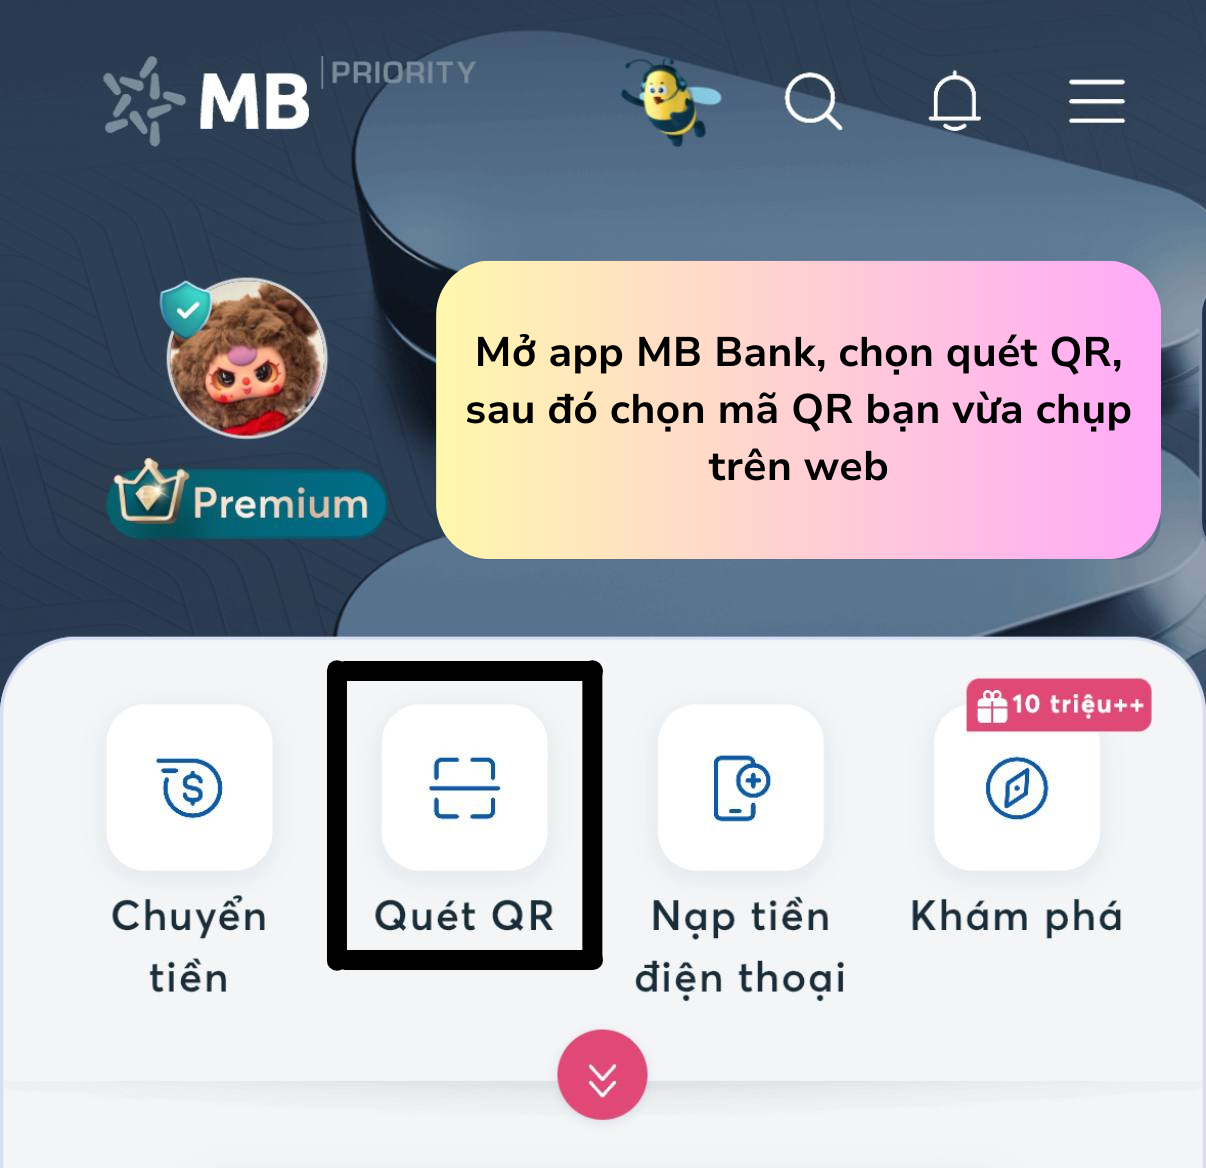 MB PRIORITY
Mở app MB Bank, chọn quét QR,
sau đó chọn mã QR bạn vừa chụp
trên web
Premium
10 triệu++
Chuyển
tiền
Quét QR
Nạp tiền
điện thoại
Khám phá